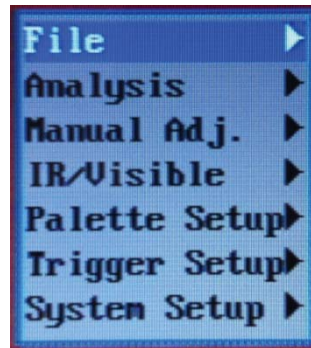 File
Analysis
Manual Adj.
IR/Visible
Palette Setup
Trigger Setup
System Setup